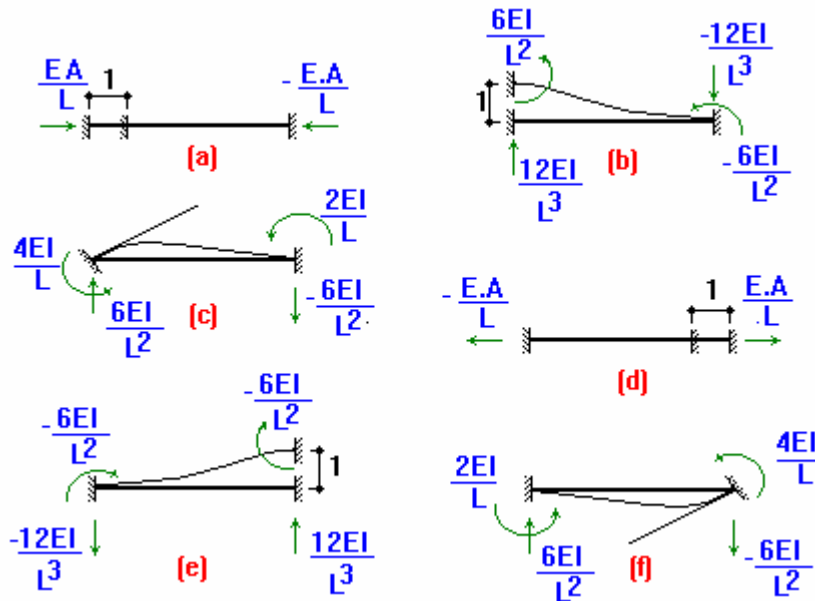 EA/L
1
-E.A/L
(a)
6EI/L²
-12EI/L³
1
(b)
12EI/L³
-6EI/L²
4EI/L
2EI/L
6EI/L²
(c)
-6EI/L²
-E.A/L
1
E.A/L
(d)
-6EI/L²
-6EI/L²
1
-12EI/L³
(e)
12EI/L³
2EI/L
4EI/L
6EI/L²
(f)
-6EI/L²